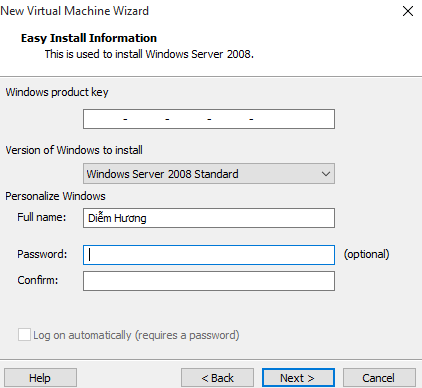 New Virtual Machine Wizard
Easy Install Information
This is used to install Windows Server 2008.
Windows product key
- - - -
Version of Windows to install
Windows Server 2008 Standard
Personalize Windows
Full name: Diễm Hương
Password: (optional)
Confirm:
Log on automatically (requires a password)
Help < Back Next > Cancel